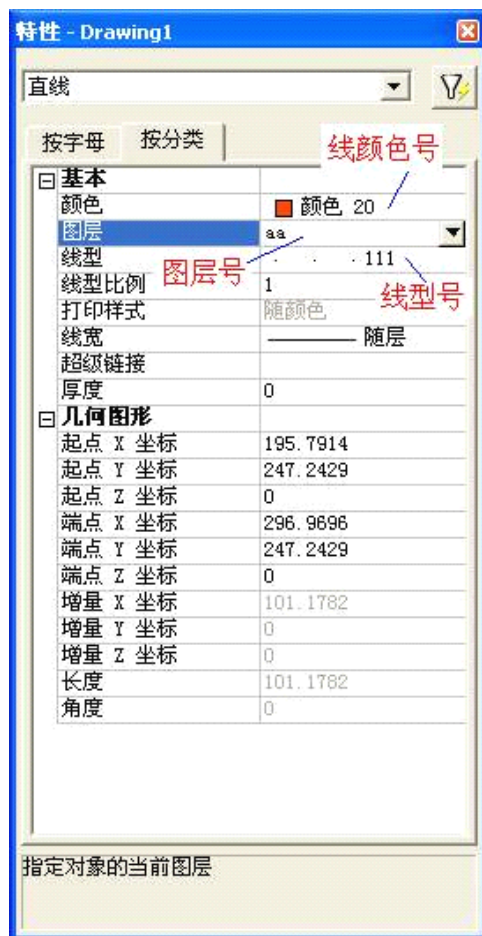 特性 - Drawing1
直线
按字母 按分类
线颜色号
基本
颜色 颜色 20
图层 aa
线型 . . . 111
图层号
线型比例 1
线型号
打印样式 随颜色
线宽 随层
超级链接
厚度 0
几何图形
起点 X 坐标 195.7914
起点 Y 坐标 247.2429
起点 Z 坐标 0
端点 X 坐标 296.9696
端点 Y 坐标 247.2429
端点 Z 坐标 0
增量 X 坐标 101.1782
增量 Y 坐标 0
增量 Z 坐标 0
长度 101.1782
角度 0
指定对象的当前图层